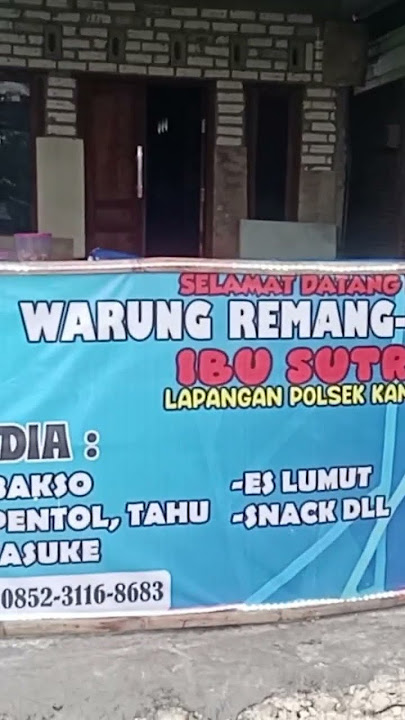 SELAMAT DATANG
WARUNG REMANG-
IBU SUTR
LAPANGAN POLSEK KAN
DIA :
BAKSO
PENTOL, TAHU
ASUKE
-ES LUMUT
-SNACK DLL
0852-3116-8683